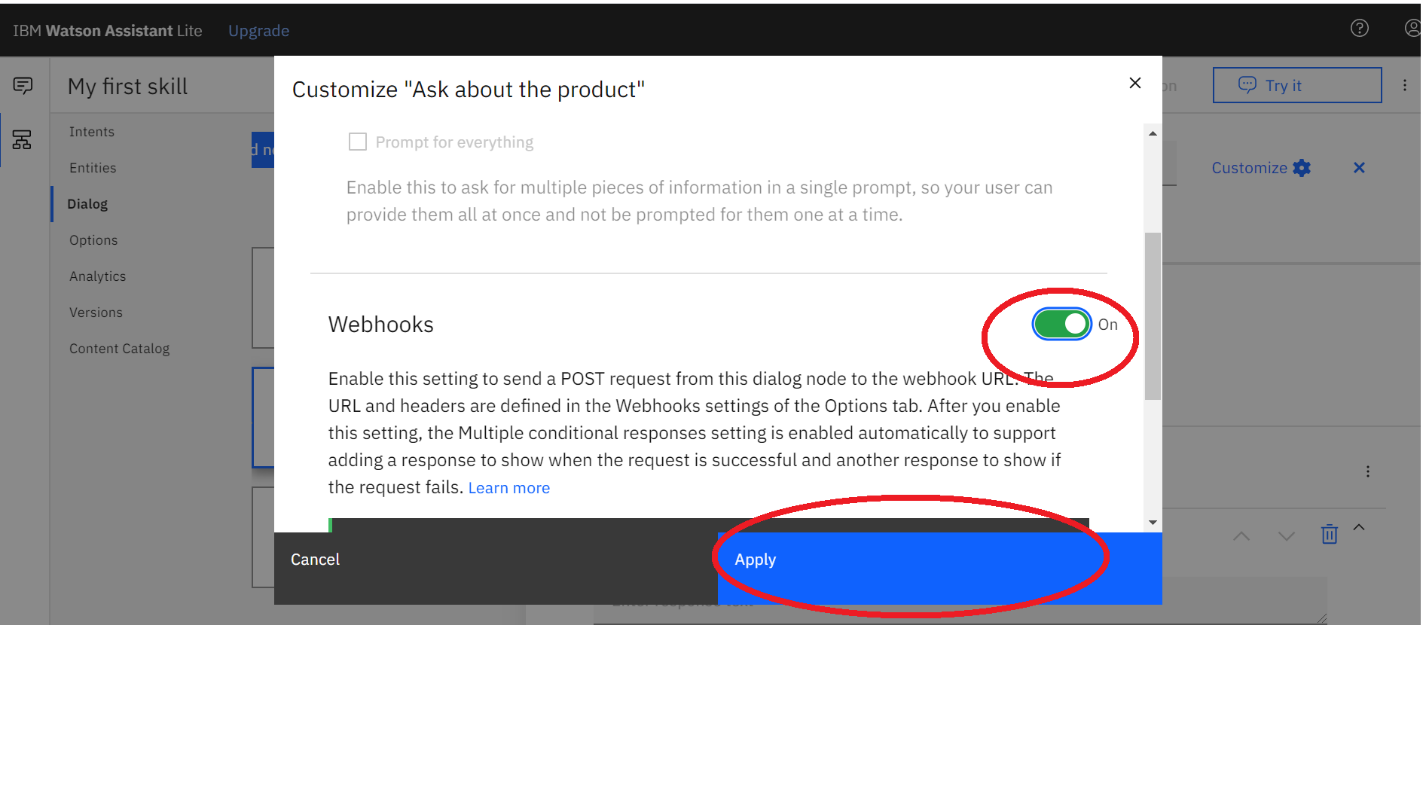 IBM Watson Assistant Lite Upgrade
My first skill
Try it
Intents
Entities
Dialog
Options
Analytics
Versions
Content Catalog
Customize
Customize "Ask about the product"
Prompt for everything
Enable this to ask for multiple pieces of information in a single prompt, so your user can
provide them all at once and not be prompted for them one at a time.
Webhooks
On
Enable this setting to send a POST request from this dialog node to the webhook URL. The
URL and headers are defined in the Webhooks settings of the Options tab. After you enable
this setting, the Multiple conditional responses setting is enabled automatically to support
adding a response to show when the request is successful and another response to show if
the request fails. Learn more
Cancel
Apply